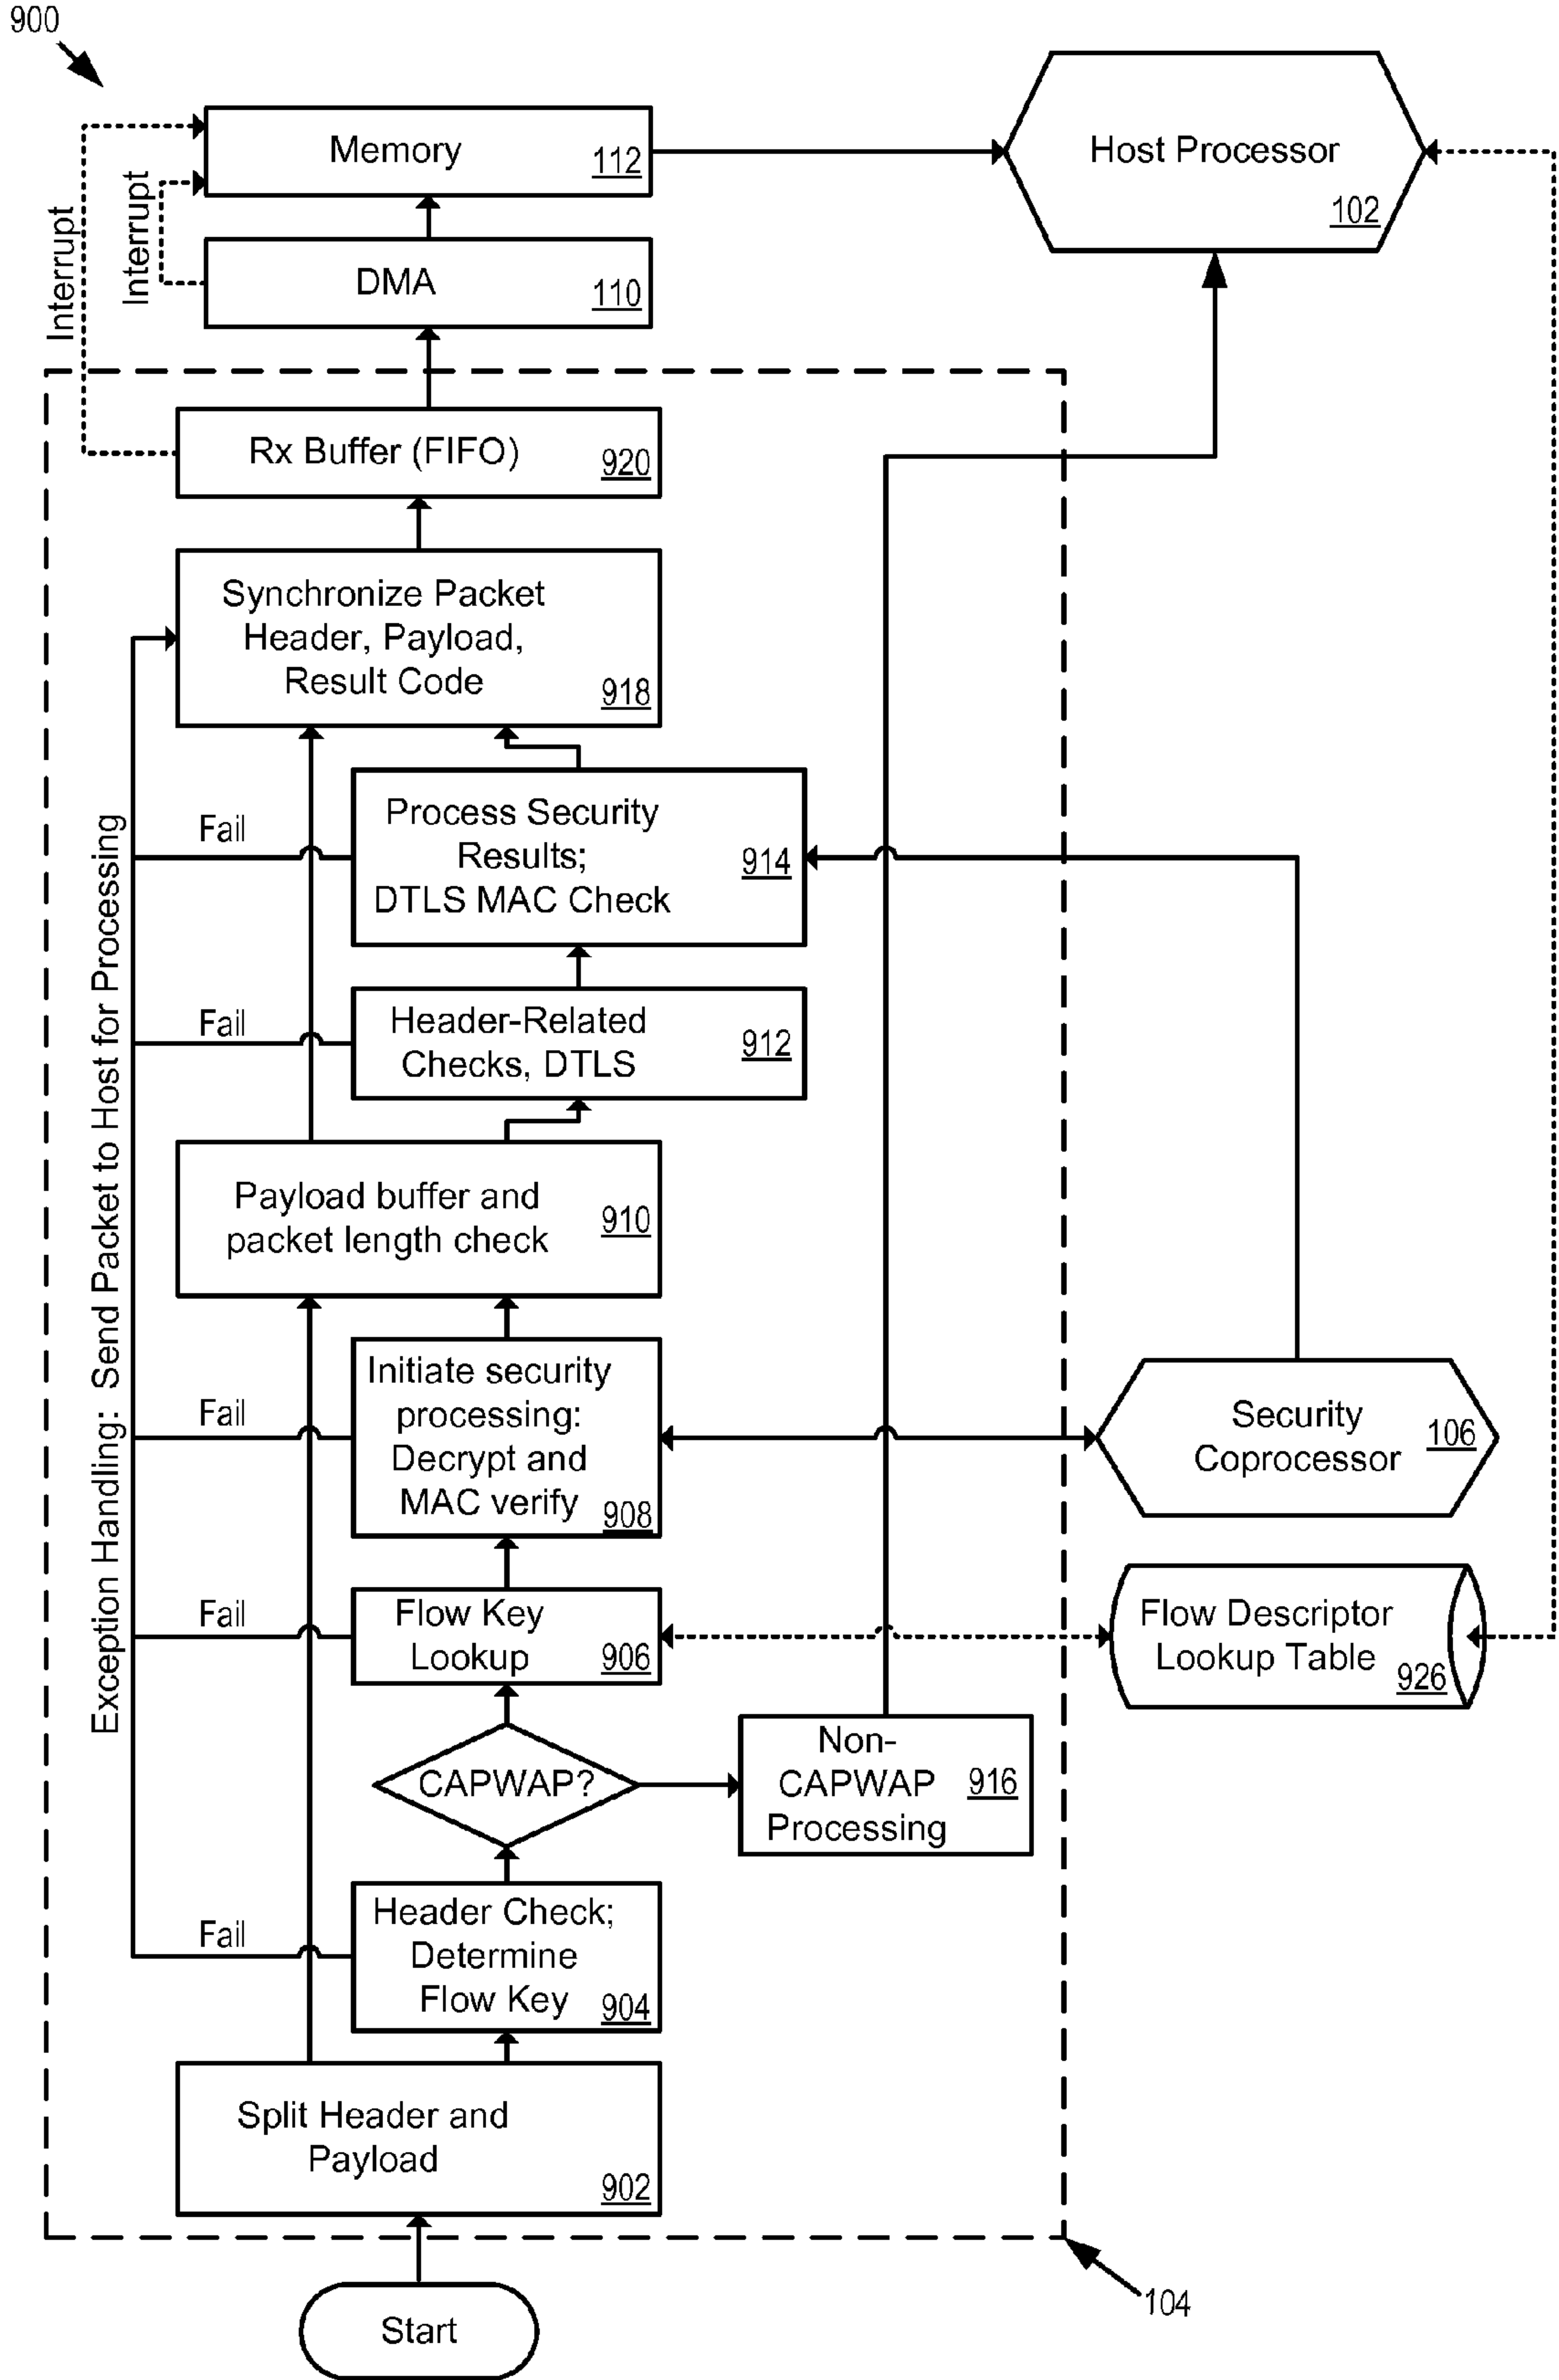 900
Memory
112
Host Processor
102
Interrupt
Interrupt
DMA
110
Rx Buffer (FIFO)
920
Synchronize Packet
Header, Payload,
Result Code
918
Exception Handling: Send Packet to Host for Processing
Fail
Process Security
Results;
DTLS MAC Check
914
Fail
Header-Related
Checks, DTLS
912
Payload buffer and
packet length check
910
Fail
Initiate security
processing:
Decrypt and
MAC verify
908
Security
Coprocessor
106
Fail
Flow Key
Lookup
906
Flow Descriptor
Lookup Table
926
CAPWAP?
Non-
CAPWAP
Processing
916
Fail
Header Check;
Determine
Flow Key
904
Split Header and
Payload
902
104
Start